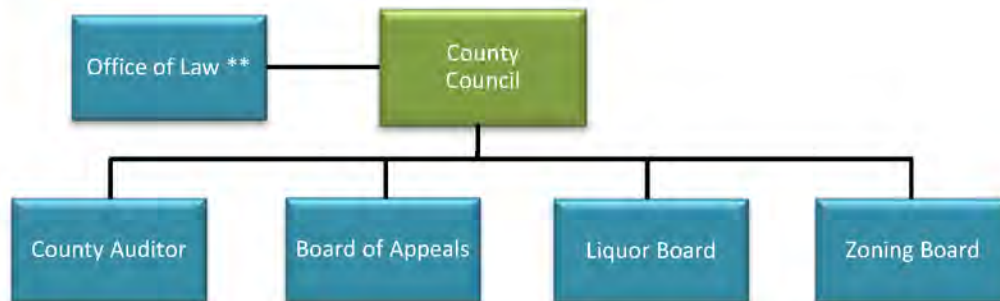 Office of Law **
County
Council
County Auditor
Board of Appeals
Liquor Board
Zoning Board